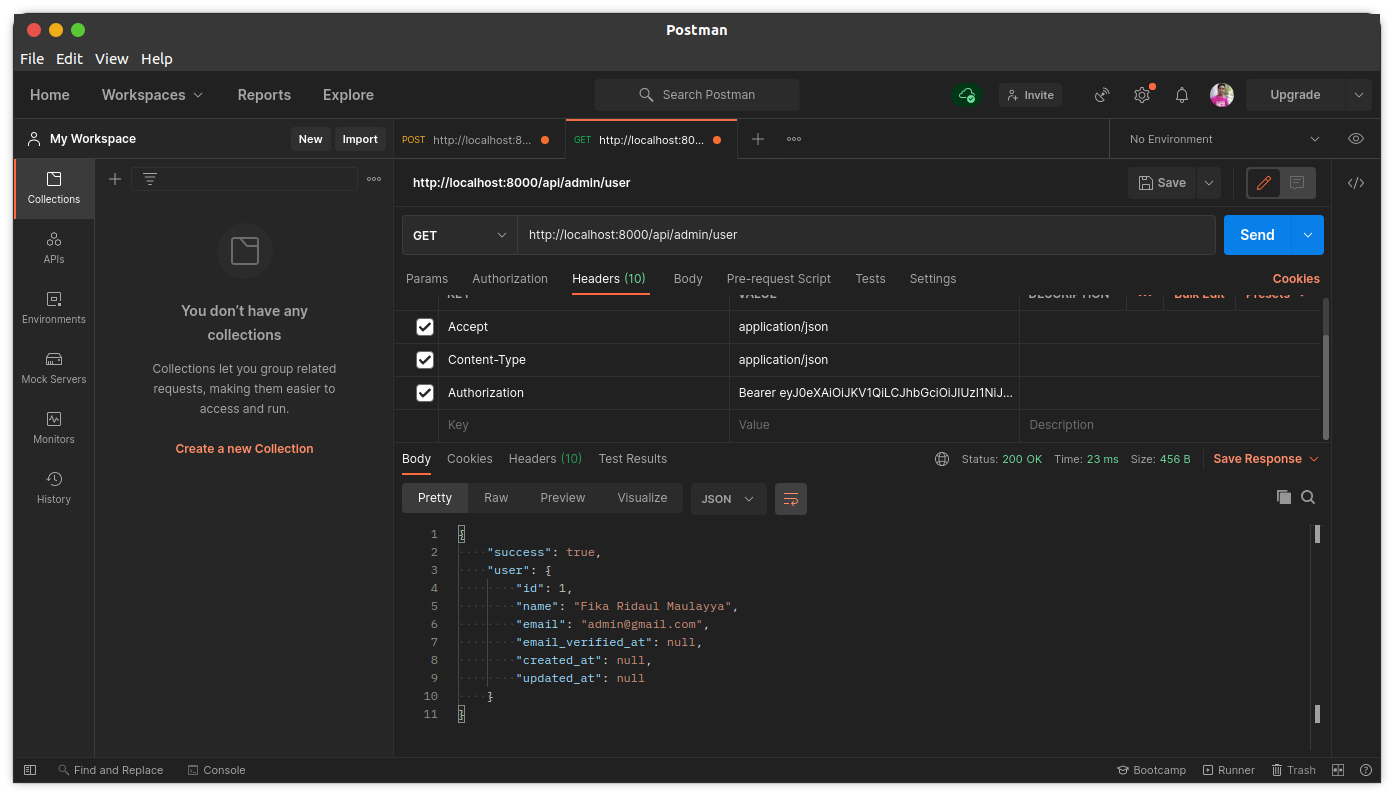 Postman
File Edit View Help
Home Workspaces Reports Explore Search Postman Invite Upgrade
My Workspace New Import POST http://localhost:8... GET http://localhost:80... No Environment
Collections
APIs
Environments
Mock Servers
Monitors
History
You don't have any
collections
Collections let you group related
requests, making them easier to
access and run.
Create a new Collection
http://localhost:8000/api/admin/user Save
GET http://localhost:8000/api/admin/user Send
Params Authorization Headers (10) Body Pre-request Script Tests Settings Cookies
KEY VALUE DESCRIPTION Bulk Edit Presets
Accept application/json
Content-Type application/json
Authorization Bearer eyJ0eXAiOiJKV1QiLCJhbGciOiJIUzI1NiJ...
Key Value Description
Body Cookies Headers (10) Test Results Status: 200 OK Time: 23 ms Size: 456 B Save Response
Pretty Raw Preview Visualize JSON
1 {
2 "success": true,
3 "user": {
4 "id": 1,
5 "name": "Fika Ridaul Maulayya",
6 "email": "admin@gmail.com",
7 "email_verified_at": null,
8 "created_at": null,
9 "updated_at": null
10 }
11 }
Find and Replace Console Bootcamp Runner Trash